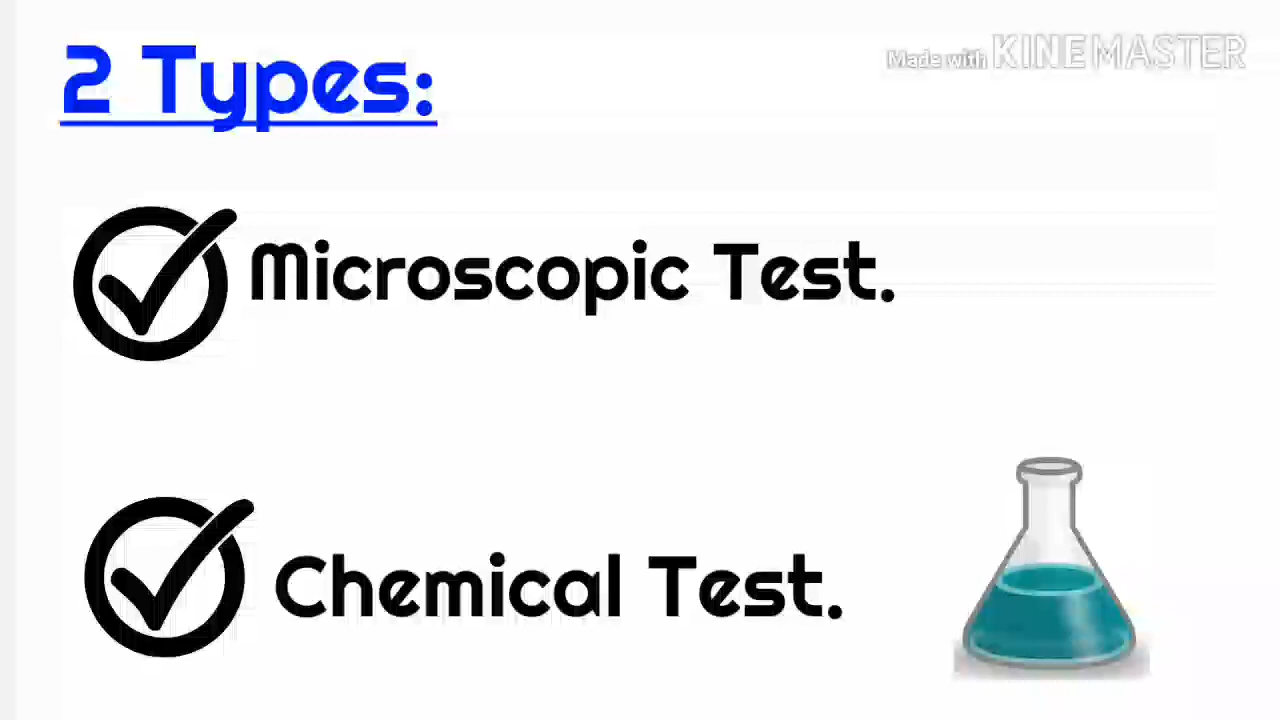 2 Types:
Made with KINEMASTER
Microscopic Test.
Chemical Test.